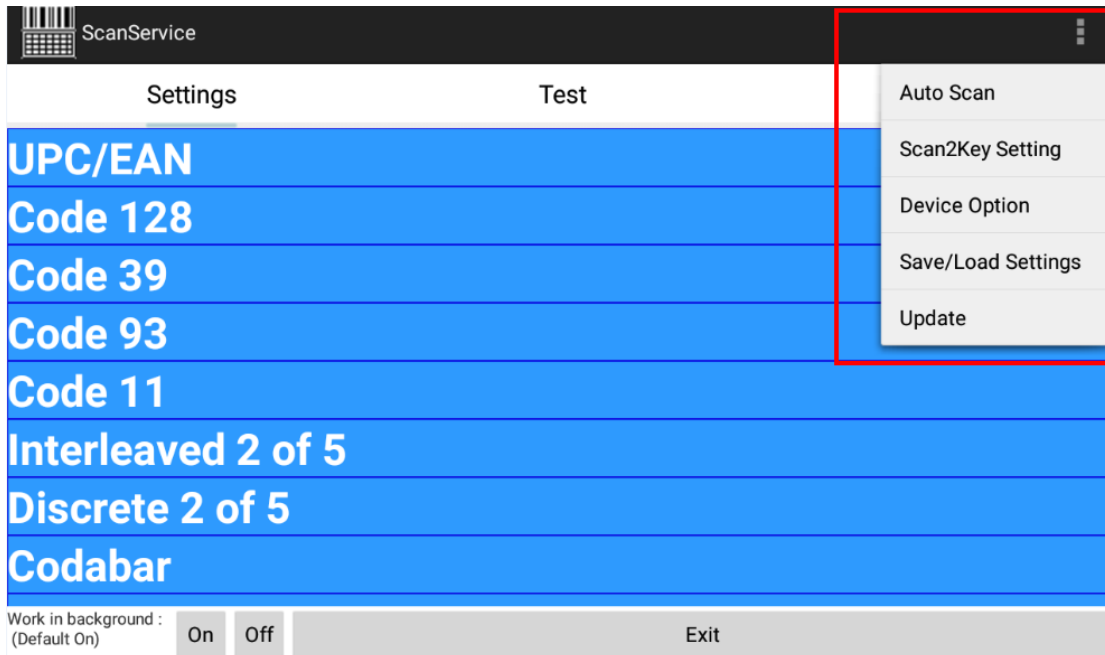 ScanService
Settings
Test
Auto Scan
Scan2Key Setting
Device Option
Save/Load Settings
Update
UPC/EAN
Code 128
Code 39
Code 93
Code 11
Interleaved 2 of 5
Discrete 2 of 5
Codabar
Work in background :
(Default On)
On
Off
Exit